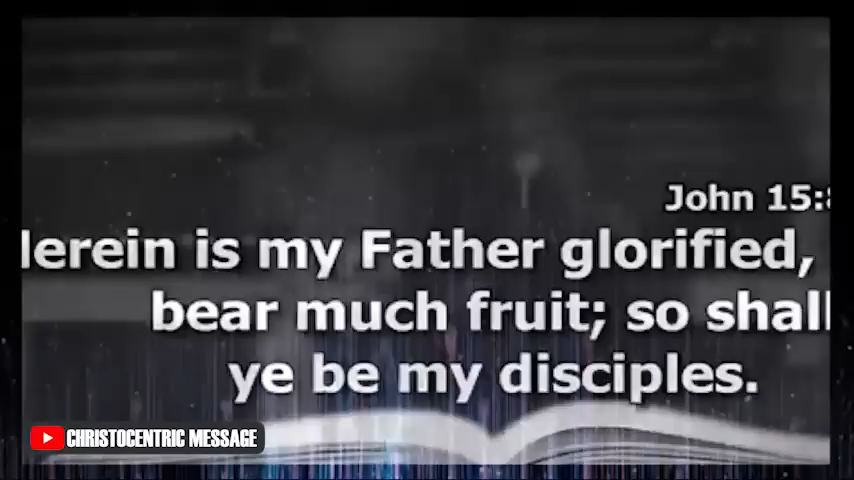 John 15:8
lerein is my Father glorified,
bear much fruit; so shall
ye be my disciples.
CHRISTOCENTRIC MESSAGE